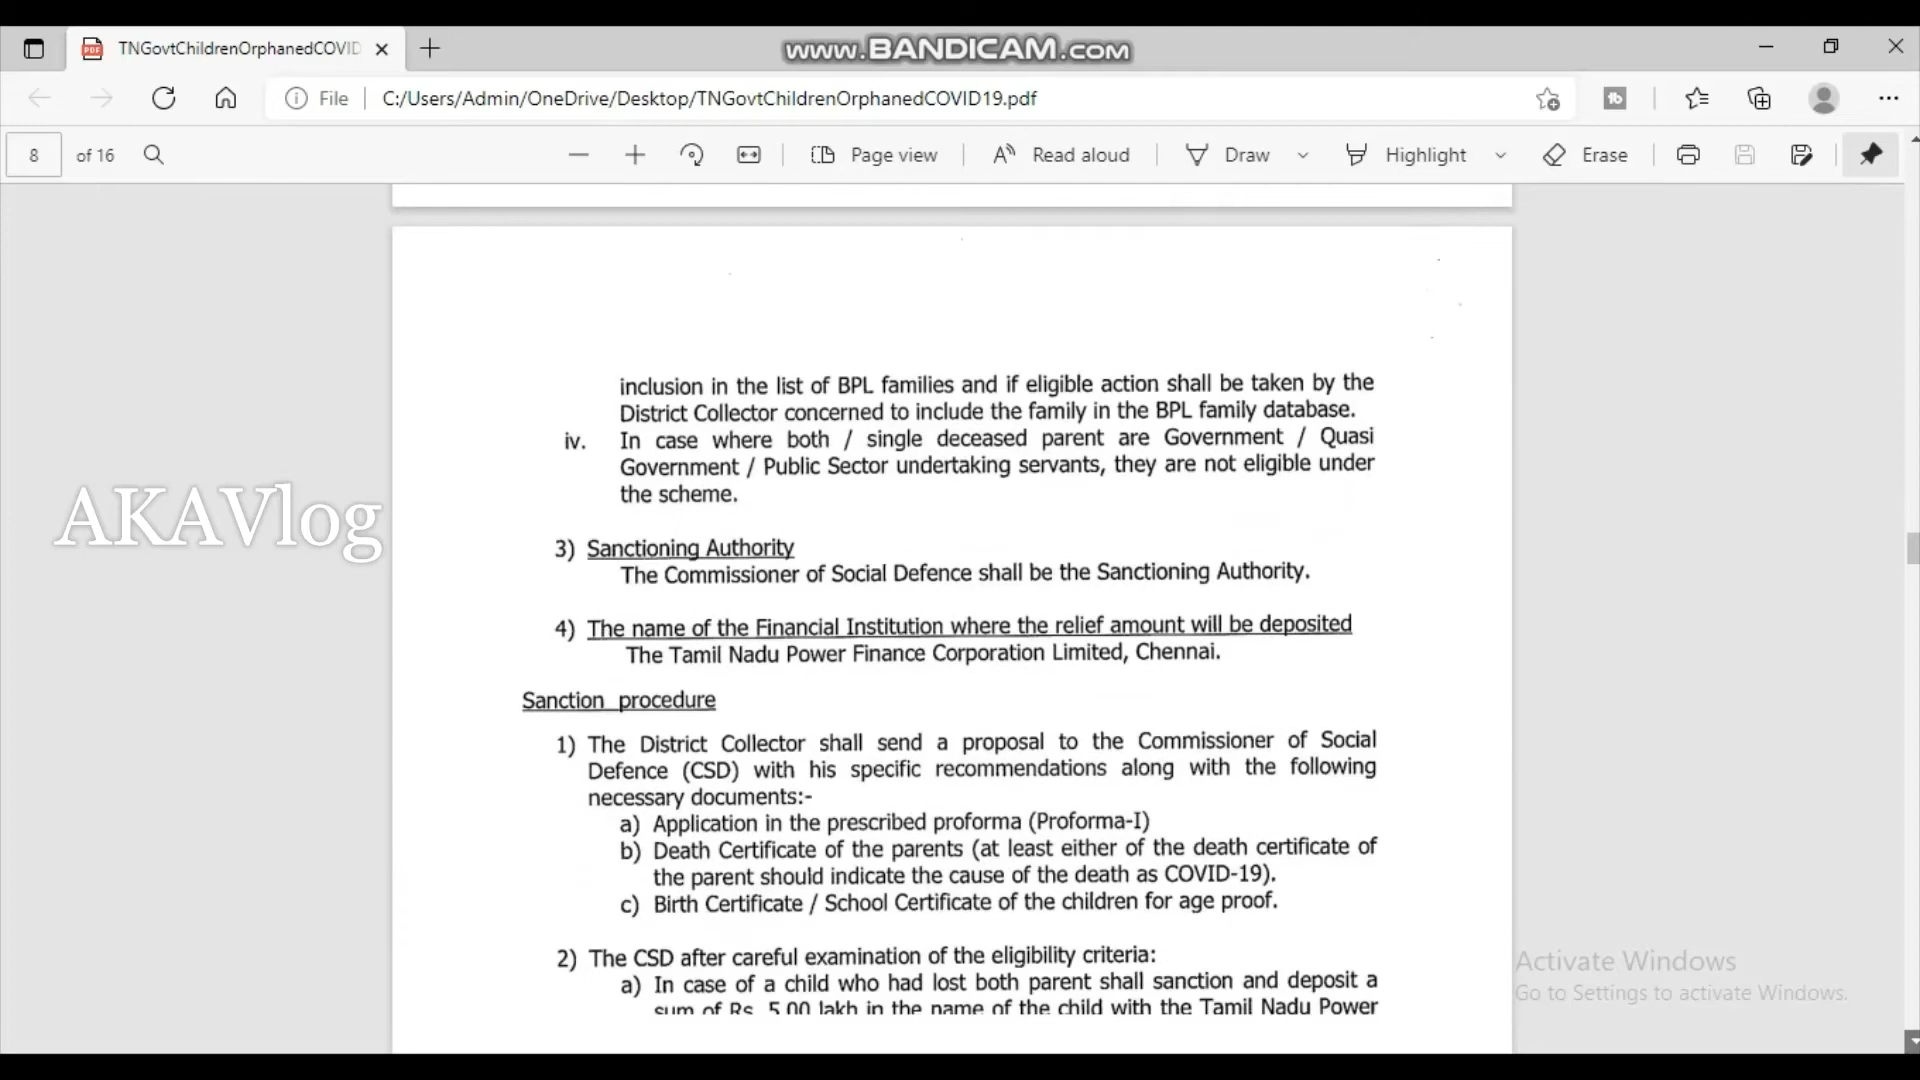 TNGovtChildrenOrphanedCOVID
www.BANDICAM.com
File
C:/Users/Admin/OneDrive/Desktop/TNGovtChildrenOrphanedCOVID19.pdf
8 of 16
Page view
Read aloud
Draw
Highlight
Erase
inclusion in the list of BPL families and if eligible action shall be taken by the
District Collector concerned to include the family in the BPL family database.
iv. In case where both / single deceased parent are Government / Quasi
Government / Public Sector undertaking servants, they are not eligible under
the scheme.
AKAVlog
3) Sanctioning Authority
The Commissioner of Social Defence shall be the Sanctioning Authority.
4) The name of the Financial Institution where the relief amount will be deposited
The Tamil Nadu Power Finance Corporation Limited, Chennai.
Sanction procedure
1) The District Collector shall send a proposal to the Commissioner of Social
Defence (CSD) with his specific recommendations along with the following
necessary documents:-
a) Application in the prescribed proforma (Proforma-I)
b) Death Certificate of the parents (at least either of the death certificate of
the parent should indicate the cause of the death as COVID-19).
c) Birth Certificate / School Certificate of the children for age proof.
2) The CSD after careful examination of the eligibility criteria:
a) In case of a child who had lost both parent shall sanction and deposit a
sum of Rs. 5.00 lakh in the name of the child with the Tamil Nadu Power
Activate Windows
Go to Settings to activate Windows.